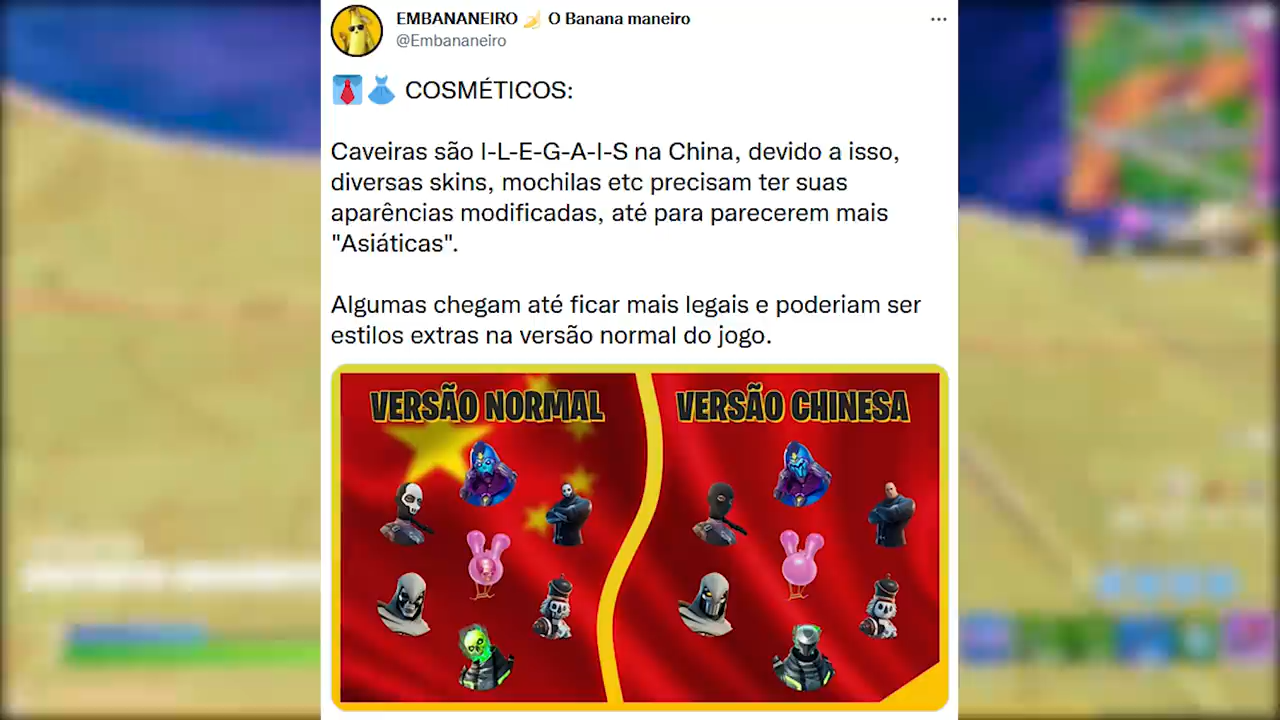 EMBANANEIRO 🍌 O Banana maneiro
@Embananeiro
👔👗 COSMÉTICOS:
Caveiras são I-L-E-G-A-I-S na China, devido a isso,
diversas skins, mochilas etc precisam ter suas
aparências modificadas, até para parecerem mais
"Asiáticas".
Algumas chegam até ficar mais legais e poderiam ser
estilos extras na versão normal do jogo.
VERSÃO NORMAL
VERSÃO CHINESA